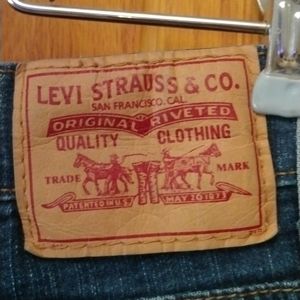 LEVI STRAUSS & CO.
SAN FRANCISCO, CAL.
ORIGINAL RIVETED
QUALITY CLOTHING
TRADE MARK
PATENTED IN U.S. MAY 20 1873